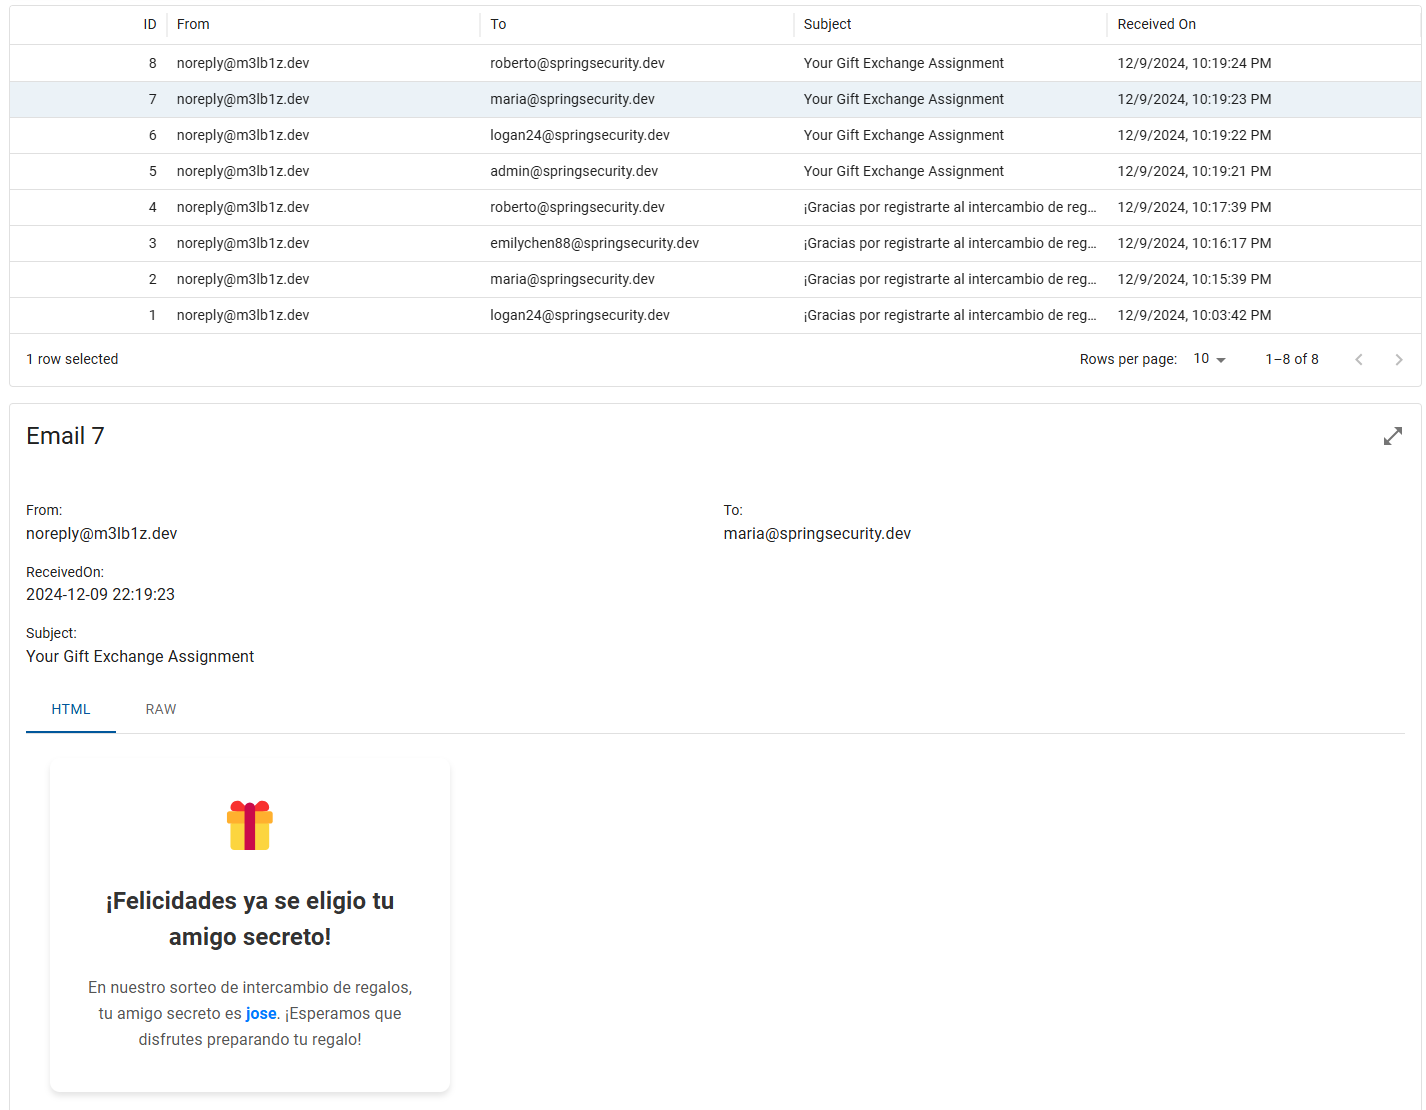 ID From To Subject Received On
8 noreply@m3lb1z.dev roberto@springsecurity.dev Your Gift Exchange Assignment 12/9/2024, 10:19:24 PM
7 noreply@m3lb1z.dev maria@springsecurity.dev Your Gift Exchange Assignment 12/9/2024, 10:19:23 PM
6 noreply@m3lb1z.dev logan24@springsecurity.dev Your Gift Exchange Assignment 12/9/2024, 10:19:22 PM
5 noreply@m3lb1z.dev admin@springsecurity.dev Your Gift Exchange Assignment 12/9/2024, 10:19:21 PM
4 noreply@m3lb1z.dev roberto@springsecurity.dev ¡Gracias por registrarte al intercambio de reg... 12/9/2024, 10:17:39 PM
3 noreply@m3lb1z.dev emilychen88@springsecurity.dev ¡Gracias por registrarte al intercambio de reg... 12/9/2024, 10:16:17 PM
2 noreply@m3lb1z.dev maria@springsecurity.dev ¡Gracias por registrarte al intercambio de reg... 12/9/2024, 10:15:39 PM
1 noreply@m3lb1z.dev logan24@springsecurity.dev ¡Gracias por registrarte al intercambio de reg... 12/9/2024, 10:03:42 PM
1 row selected Rows per page: 10 1–8 of 8
Email 7
From: To:
noreply@m3lb1z.dev maria@springsecurity.dev
ReceivedOn:
2024-12-09 22:19:23
Subject:
Your Gift Exchange Assignment
HTML RAW
¡Felicidades ya se eligio tu
amigo secreto!
En nuestro sorteo de intercambio de regalos,
tu amigo secreto es jose. ¡Esperamos que
disfrutes preparando tu regalo!